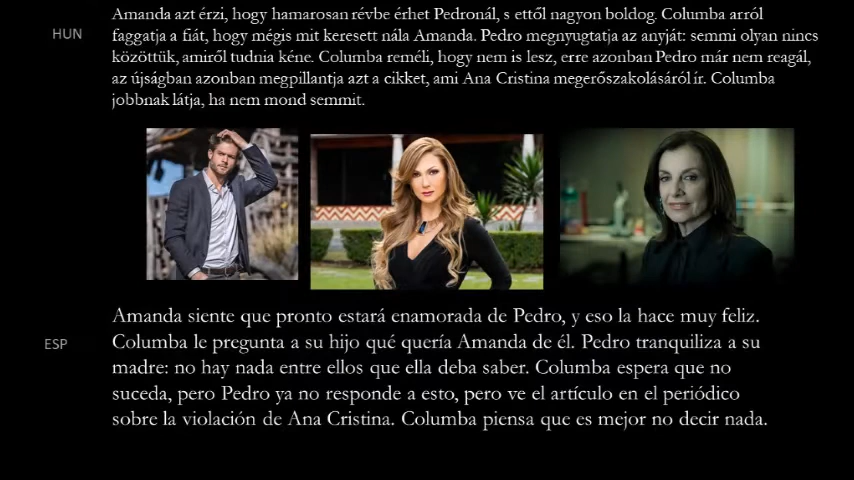 HUN
Amanda azt érzi, hogy hamarosan révbe érhet Pedronál, s ettől nagyon boldog. Columba arról
faggatja a fiát, hogy mégis mit keresett nála Amanda. Pedro megnyugtatja az anyját: semmi olyan nincs
közöttük, amiről tudnia kéne. Columba reméli, hogy nem is lesz, erre azonban Pedro már nem reagál,
az újságban azonban megpillantja azt a cikket, ami Ana Cristina megerőszakolásáról ír. Columba
jobbnak látja, ha nem mond semmit.
ESP
Amanda siente que pronto estará enamorada de Pedro, y eso la hace muy feliz.
Columba le pregunta a su hijo qué quería Amanda de él. Pedro tranquiliza a su
madre: no hay nada entre ellos que ella deba saber. Columba espera que no
suceda, pero Pedro ya no responde a esto, pero ve el artículo en el periódico
sobre la violación de Ana Cristina. Columba piensa que es mejor no decir nada.